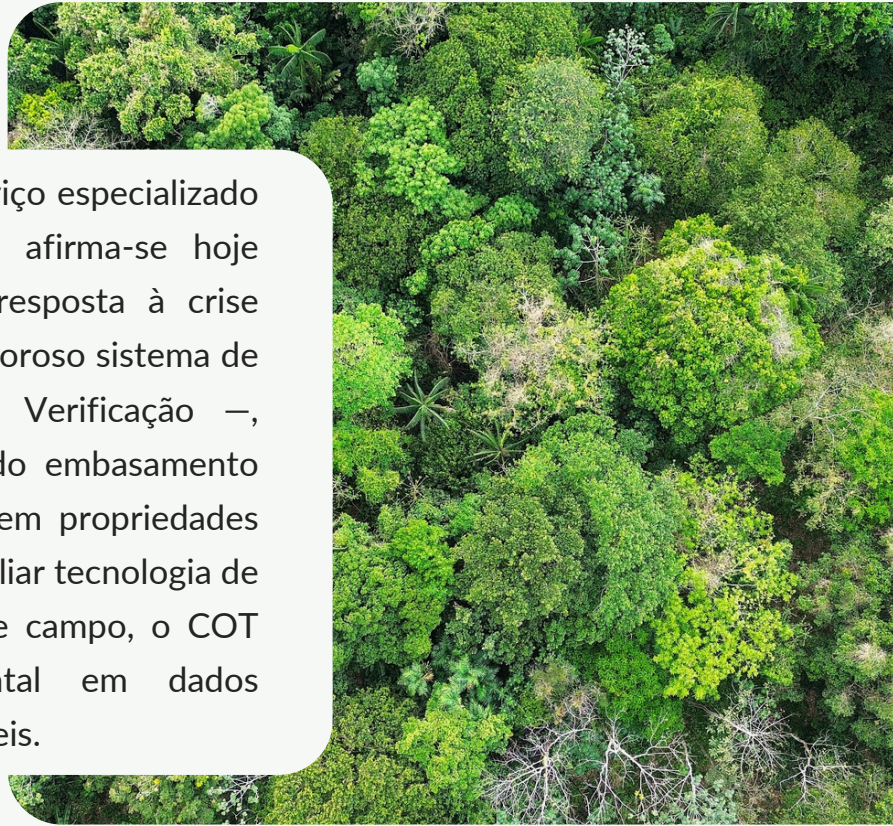 iço especializado
afirma-se hoje
resposta à crise
oroso sistema de
Verificação —,
do embasamento
em propriedades
liar tecnologia de
e campo, o COT
ntal em dados
eis.